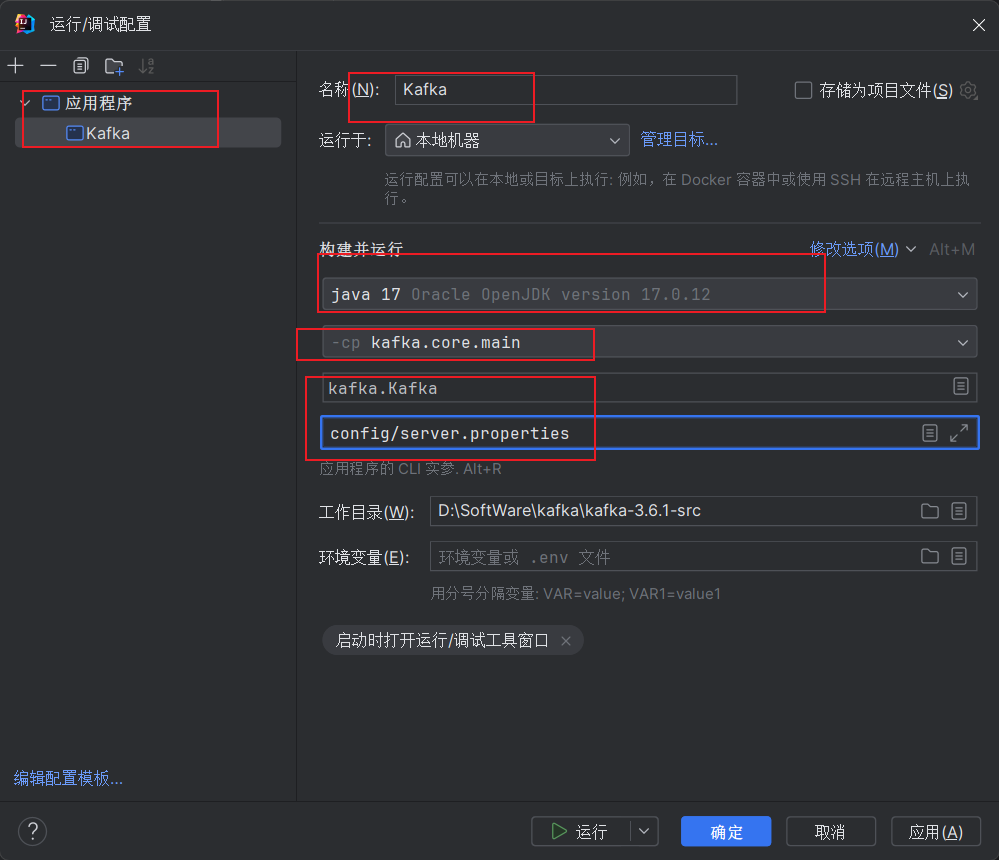 运行/调试配置
应用程序
Kafka
名称(N): Kafka 存储为项目文件(S)
运行于: 本地机器 管理目标...
运行配置可以在本地或目标上执行: 例如，在 Docker 容器中或使用 SSH 在远程主机上执
行。
构建并运行 修改选项(M) Alt+M
java 17 Oracle OpenJDK version 17.0.12
-cp kafka.core.main
kafka.Kafka
config/server.properties
应用程序的 CLI 实参. Alt+R
工作目录(W): D:\SoftWare\kafka\kafka-3.6.1-src
环境变量(E): 环境变量或 .env 文件
用分号分隔变量: VAR=value; VAR1=value1
启动时打开运行/调试工具窗口
编辑配置模板...
? 运行 确定 取消 应用(A)